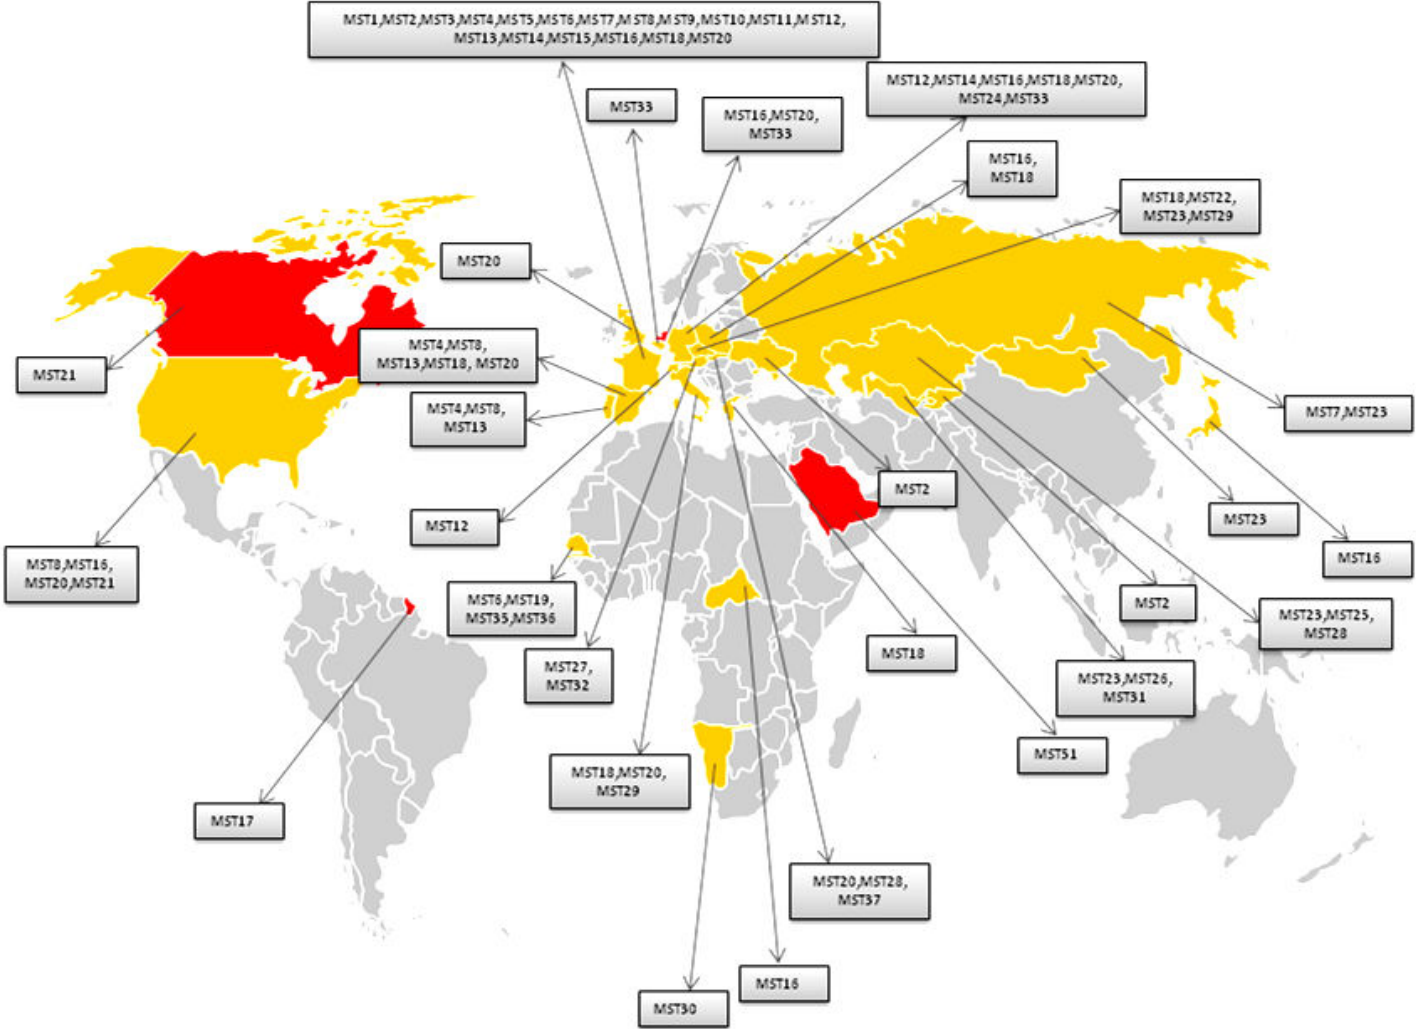 MST1,MST2,MST3,MST4,MST5,MST6,MST7,MST8,MST9,MST10,MST11,MST12,
MST13,MST14,MST15,MST16,MST18,MST20
MST12,MST14,MST16,MST18,MST20,
MST24,MST33
MST33
MST16,MST20,
MST33
MST16,
MST18
MST18,MST22,
MST23,MST29
MST20
MST4,MST8,
MST13,MST18, MST20
MST21
MST4,MST8,
MST13
MST7,MST23
MST2
MST12
MST23
MST16
MST8,MST16,
MST20,MST21
MST6,MST19,
MST35,MST36
MST2
MST23,MST25,
MST28
MST18
MST27,
MST32
MST23,MST26,
MST31
MST51
MST18,MST20,
MST29
MST17
MST20,MST28,
MST37
MST16
MST30